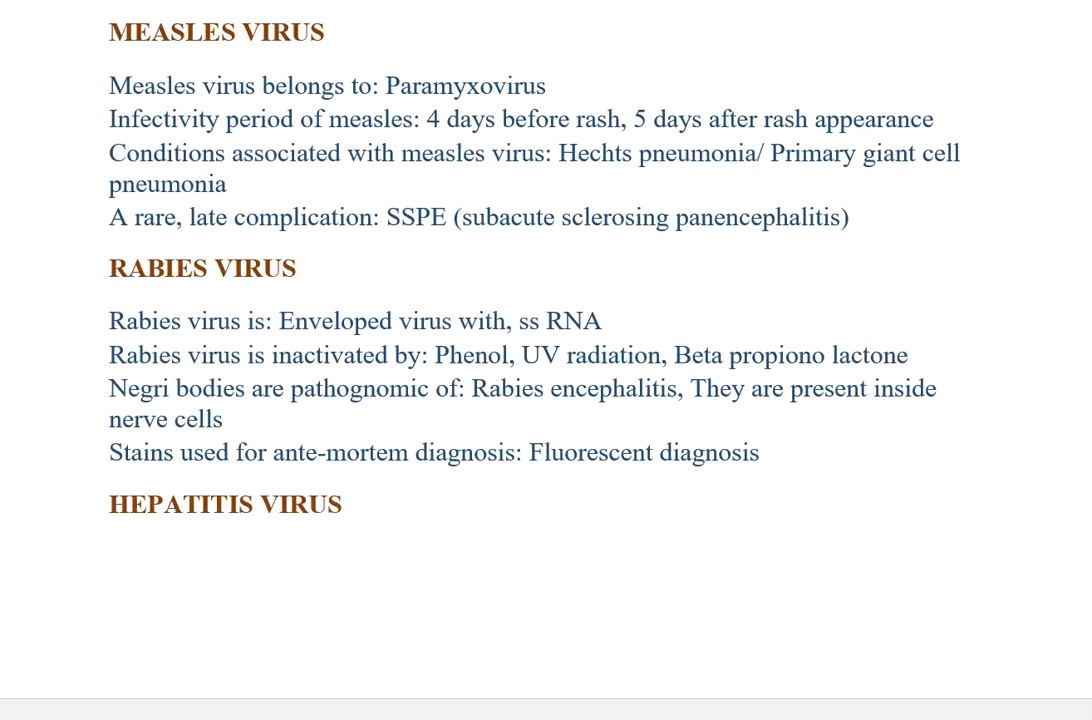 MEASLES VIRUS
Measles virus belongs to: Paramyxovirus
Infectivity period of measles: 4 days before rash, 5 days after rash appearance
Conditions associated with measles virus: Hechts pneumonia/ Primary giant cell
pneumonia
A rare, late complication: SSPE (subacute sclerosing panencephalitis)
RABIES VIRUS
Rabies virus is: Enveloped virus with, ss RNA
Rabies virus is inactivated by: Phenol, UV radiation, Beta propiono lactone
Negri bodies are pathognomic of: Rabies encephalitis, They are present inside
nerve cells
Stains used for ante-mortem diagnosis: Fluorescent diagnosis
HEPATITIS VIRUS